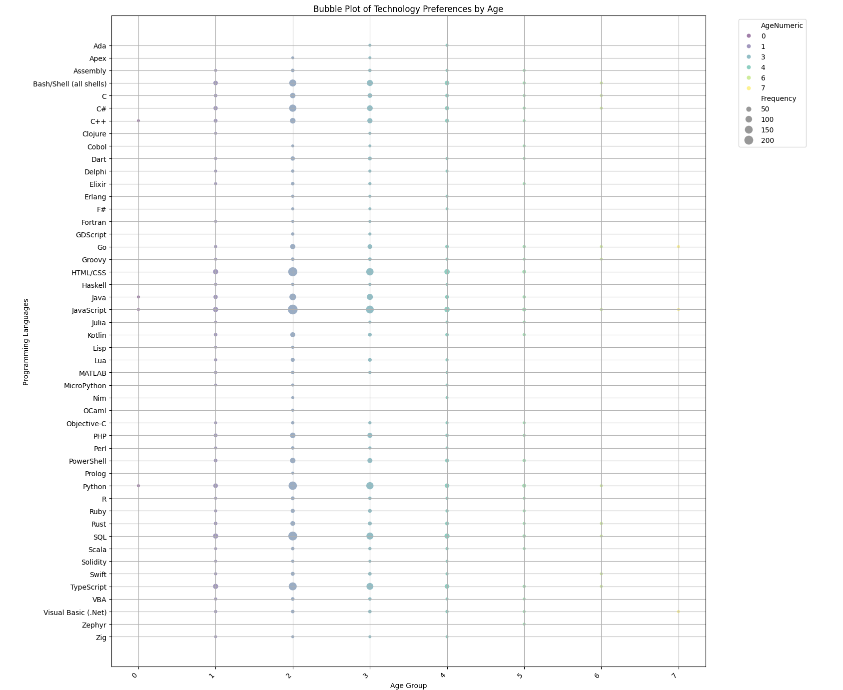 Bubble Plot of Technology Preferences by Age
Ada
Apex
Assembly
Bash/Shell (all shells)
C
C#
C++
Clojure
Cobol
Dart
Delphi
Elixir
Erlang
F#
Fortran
GDScript
Go
Groovy
HTML/CSS
Haskell
Java
JavaScript
Julia
Kotlin
Lisp
Lua
MATLAB
MicroPython
Nim
OCaml
Objective-C
PHP
Perl
PowerShell
Prolog
Python
R
Ruby
Rust
SQL
Scala
Solidity
Swift
TypeScript
VBA
Visual Basic (.Net)
Zephyr
Zig
Programming Languages
0 1 2 3 4 5 6 7
Age Group
AgeNumeric
0
1
3
4
6
7
Frequency
50
100
150
200